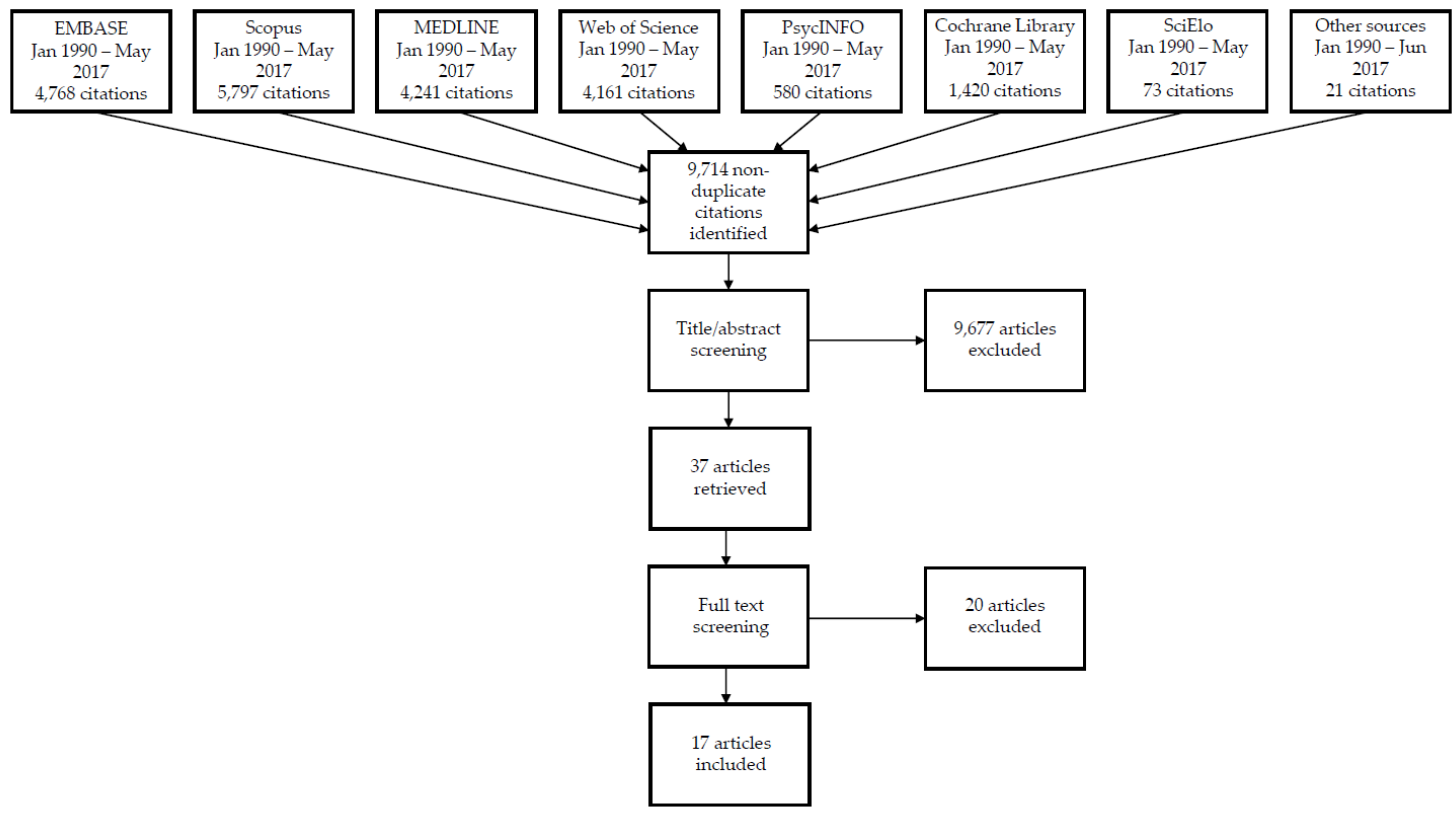 EMBASE
Jan 1990 – May
2017
4,768 citations
Scopus
Jan 1990 – May
2017
5,797 citations
MEDLINE
Jan 1990 – May
2017
4,241 citations
Web of Science
Jan 1990 – May
2017
4,161 citations
PsycINFO
Jan 1990 – May
2017
580 citations
Cochrane Library
Jan 1990 – May
2017
1,420 citations
SciElo
Jan 1990 – May
2017
73 citations
Other sources
Jan 1990 – Jun
2017
21 citations
9,714 non-
duplicate
citations
identified
Title/abstract
screening
9,677 articles
excluded
37 articles
retrieved
Full text
screening
20 articles
excluded
17 articles
included